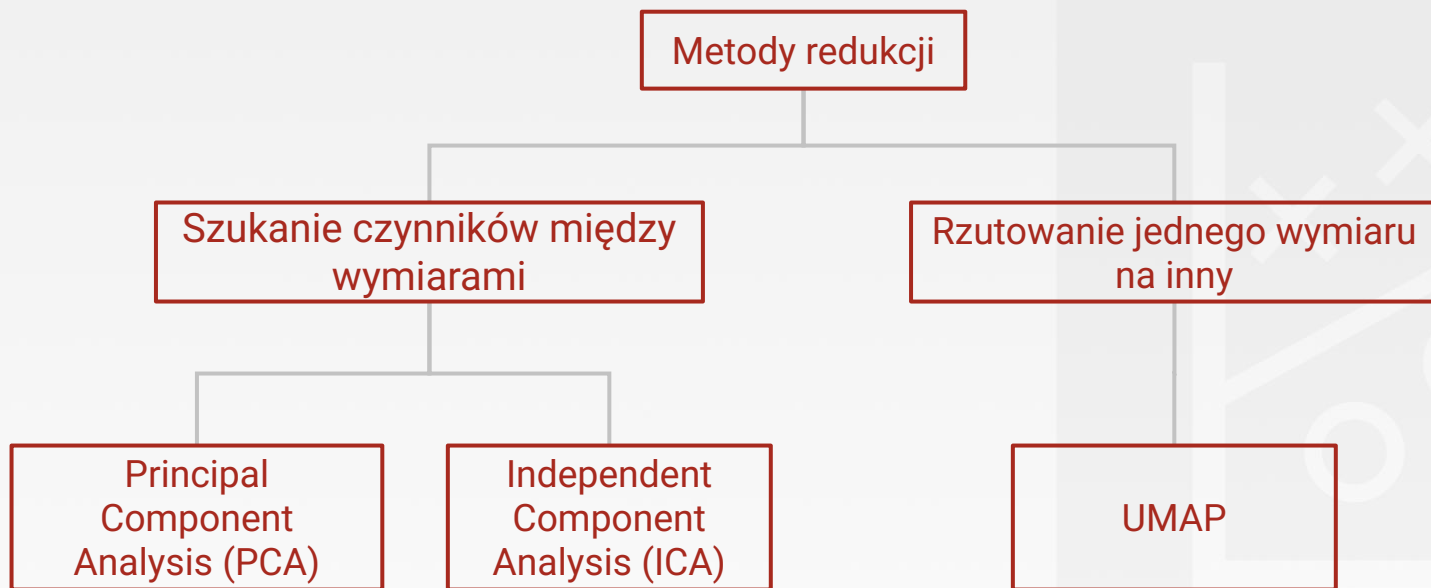 Metody redukcji
Szukanie czynników między
wymiarami
Rzutowanie jednego wymiaru
na inny
Principal
Component
Analysis (PCA)
Independent
Component
Analysis (ICA)
UMAP